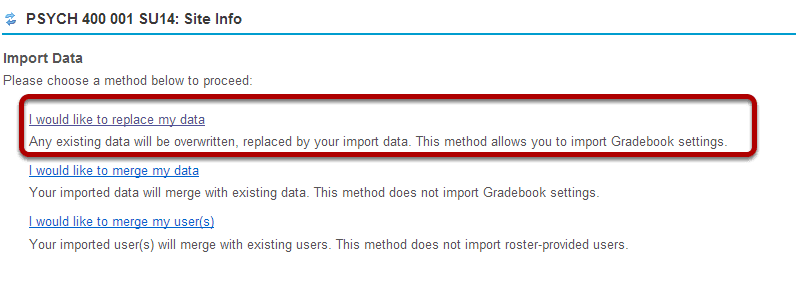 PSYCH 400 001 SU14: Site Info
Import Data
Please choose a method below to proceed:
I would like to replace my data
Any existing data will be overwritten, replaced by your import data. This method allows you to import Gradebook settings.
I would like to merge my data
Your imported data will merge with existing data. This method does not import Gradebook settings.
I would like to merge my user(s)
Your imported user(s) will merge with existing users. This method does not import roster-provided users.